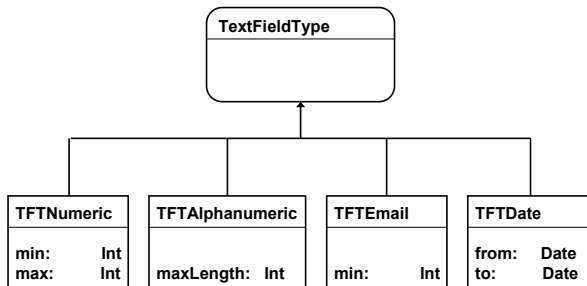 TextFieldType
TFTNumeric
min: Int
max: Int
TFTAlphanumeric
maxLength: Int
TFTEmail
min: Int
TFTDate
from: Date
to: Date